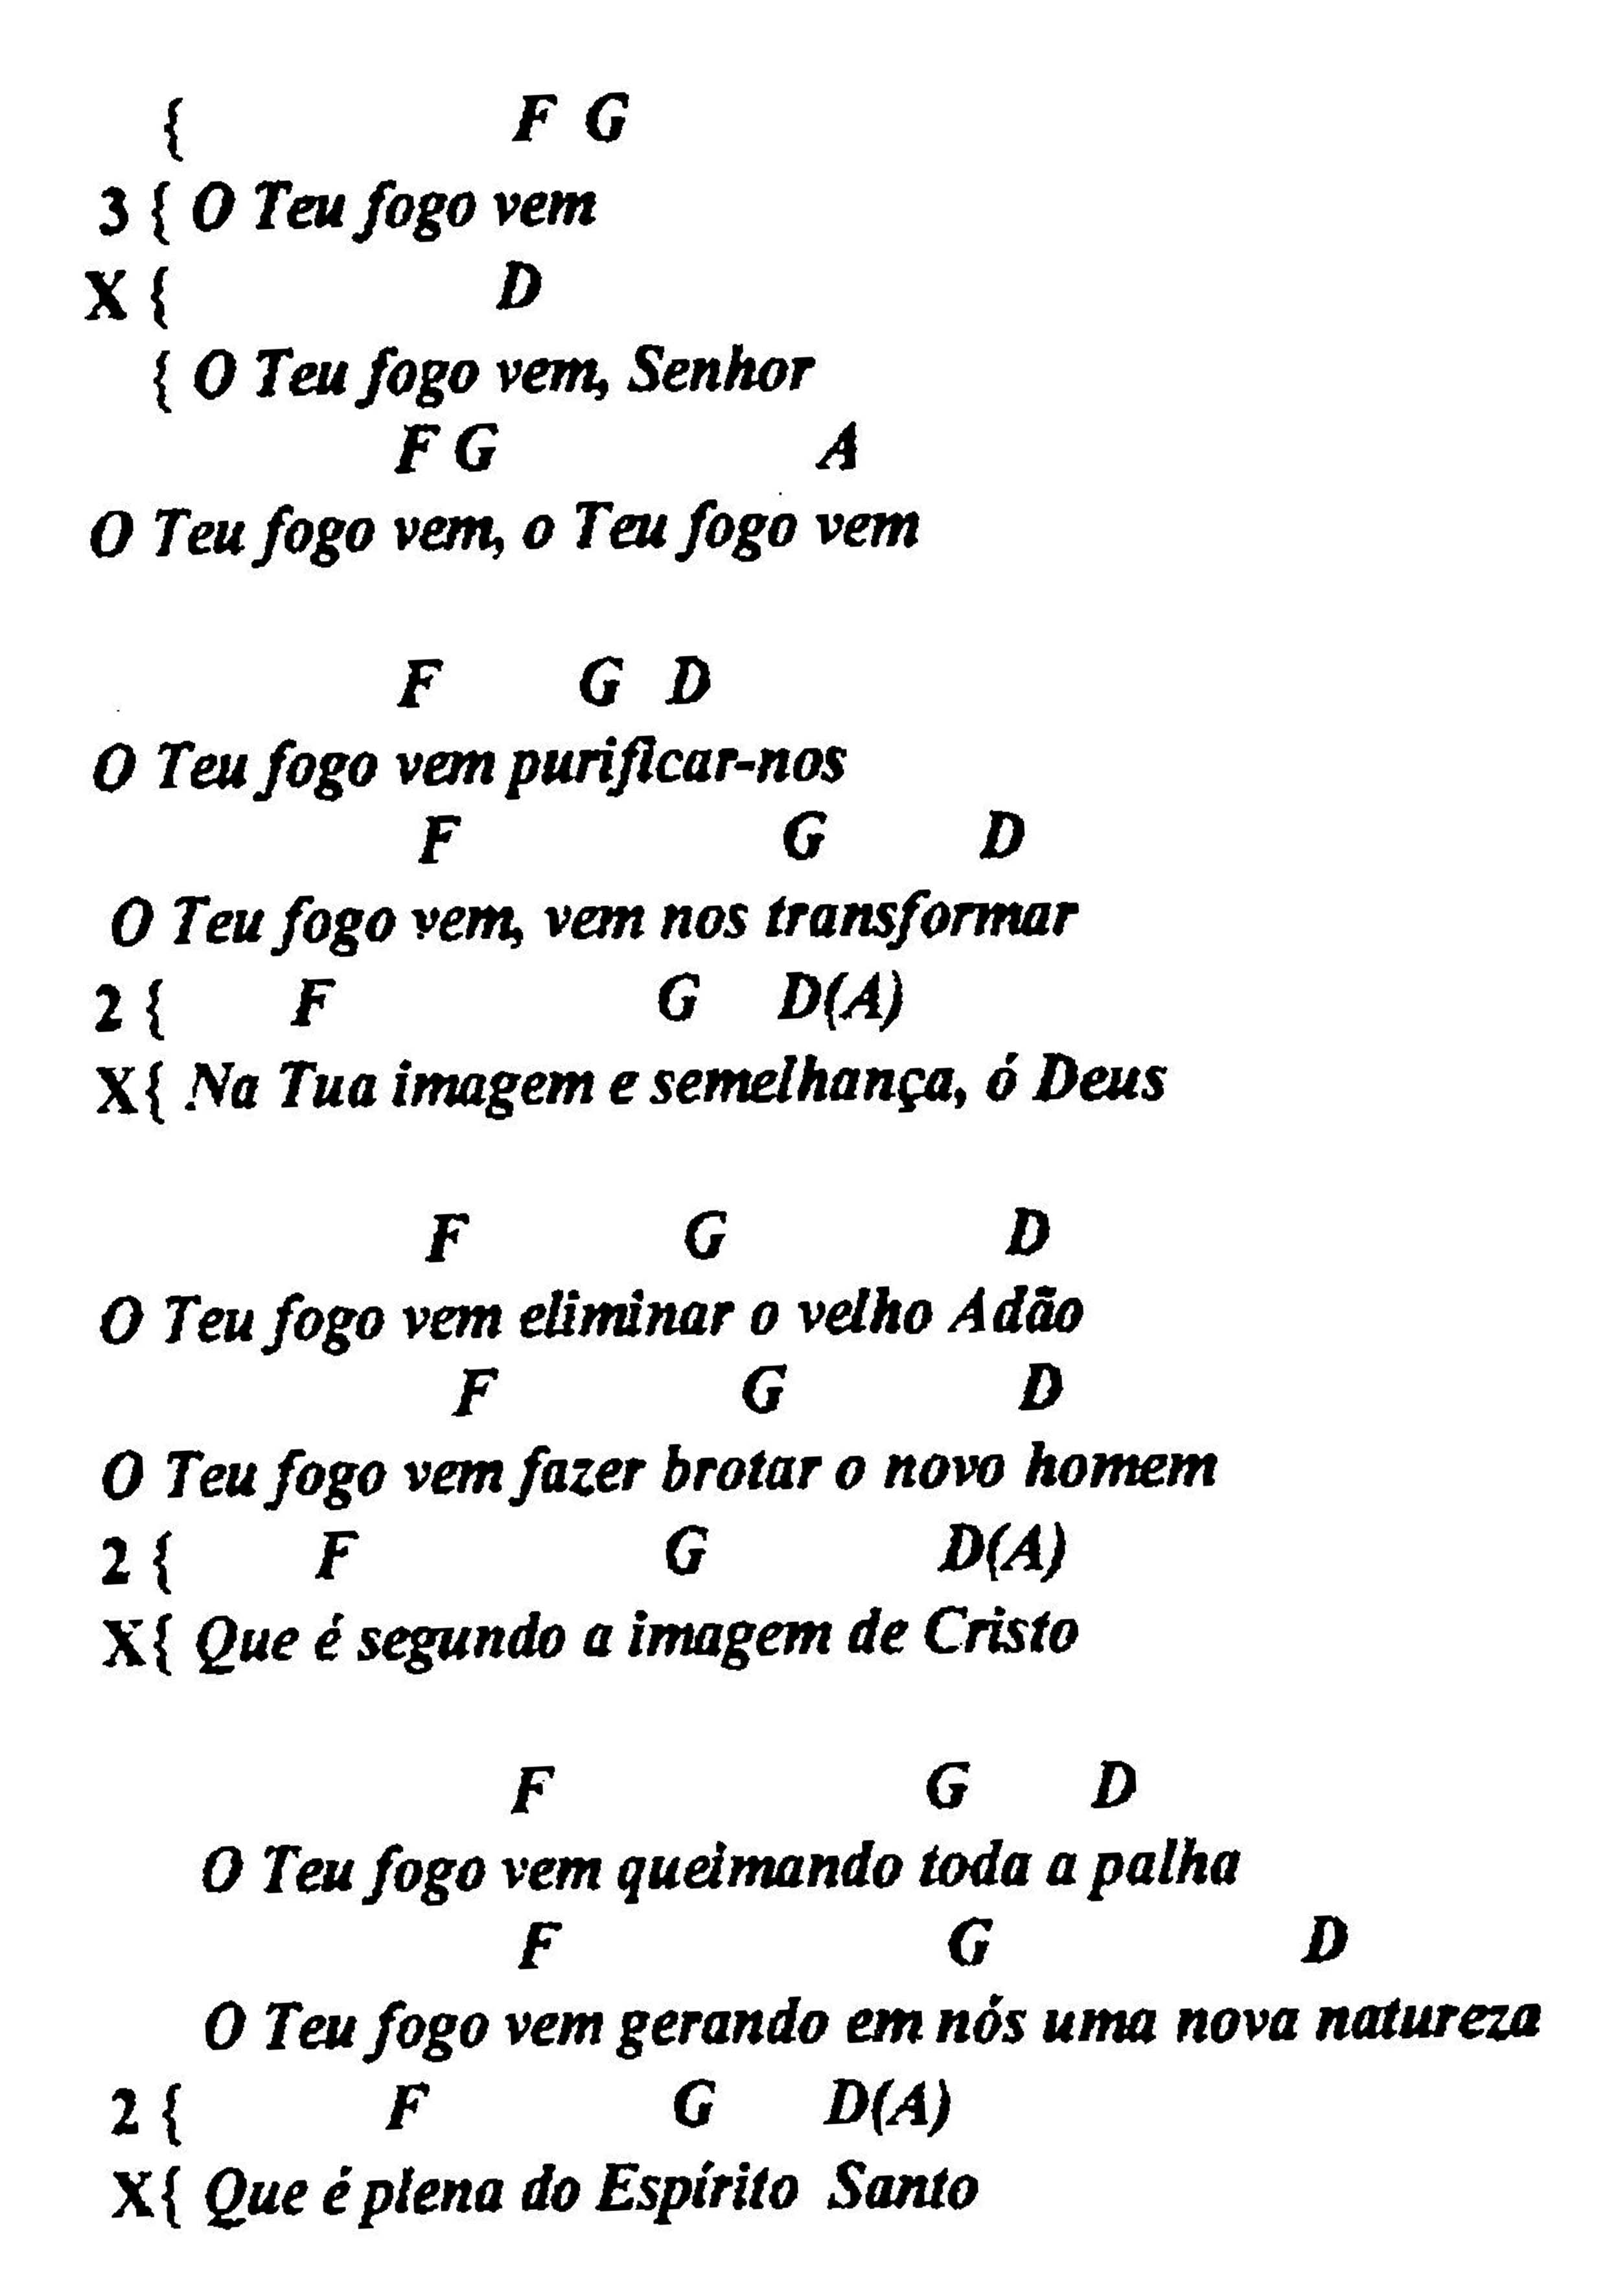 { F G
3 { O Teu fogo vem
X { D
{ O Teu fogo vem, Senhor
F G A
O Teu fogo vem, o Teu fogo vem
F G D
O Teu fogo vem purificar-nos
F G D
O Teu fogo vem, vem nos transformar
2 { F G D(A)
X{ Na Tua imagem e semelhança, ó Deus
F G D
O Teu fogo vem eliminar o velho Adão
F G D
O Teu fogo vem fazer brotar o novo homem
2 { F G D(A)
X{ Que é segundo a imagem de Cristo
F G D
O Teu fogo vem queimando toda a palha
F G D
O Teu fogo vem gerando em nós uma nova natureza
2 { F G D(A)
X{ Que é plena do Espírito Santo